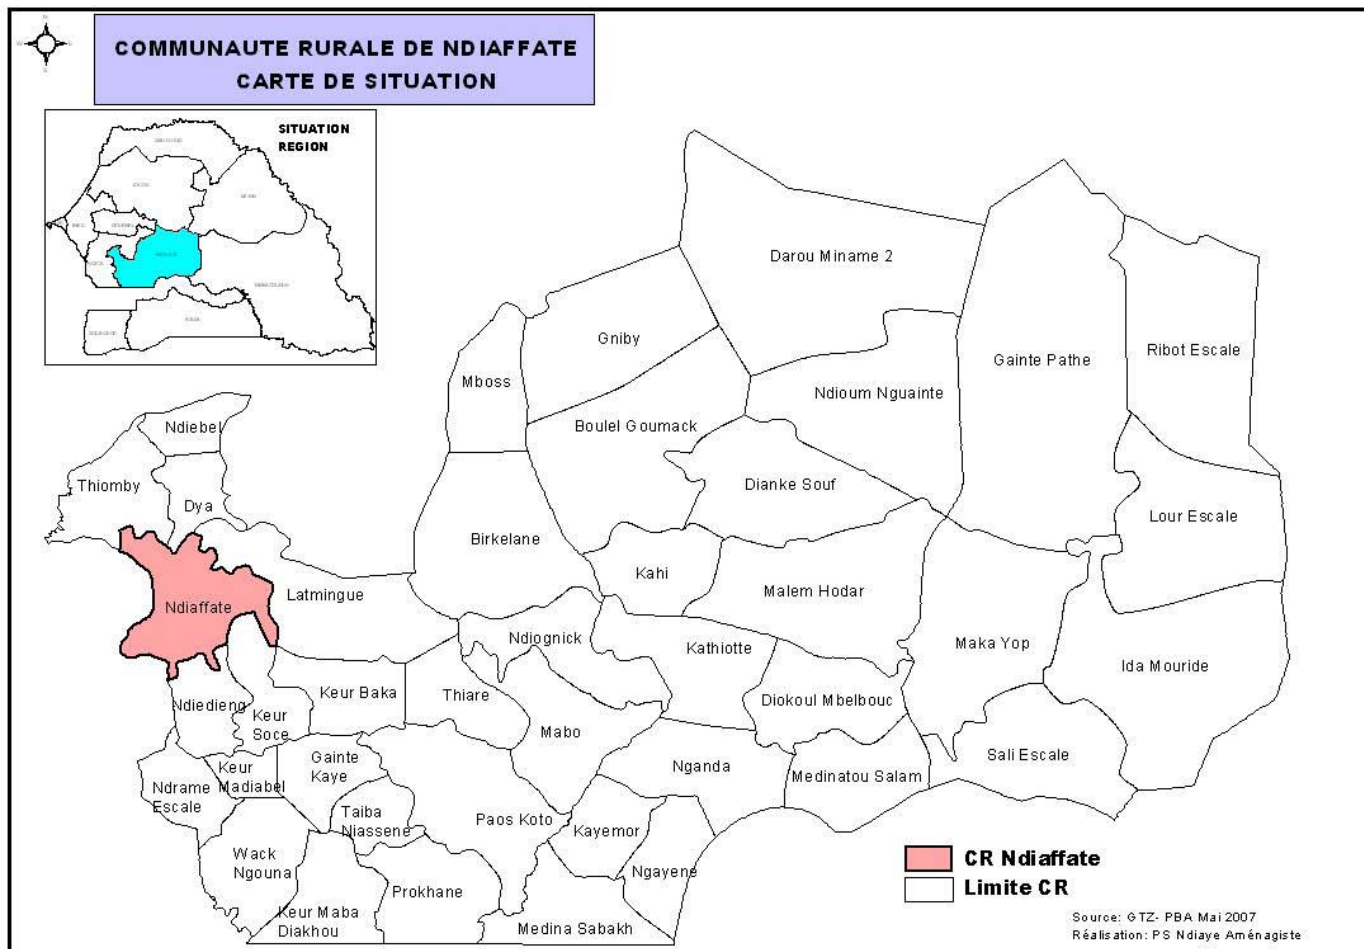 COMMUNAUTE RURALE DE NDIAFFATE
CARTE DE SITUATION
SITUATION
REGION
Darou Miname 2
Gniby
Mboss
Ribot Escale
Gainte Pathe
Ndioum Nguainte
Boulel Goumack
Ndiebel
Thiomby
Dya
Dianke Souf
Lour Escale
Birkelane
Kahi
Malem Hodar
Latmingue
Ndiaffate
Ndiognick
Kathiotte
Maka Yop
Ida Mouride
Keur Baka
Thiare
Diokoul Mbelbouc
Ndiedieng
Keur
Soce
Mabo
Sali Escale
Gainte
Kaye
Nganda
Medinatou Salam
Keur
Madiabel
Ndrame
Escale
Taiba
Niassene
Paos Koto
Kayemor
Wack
Ngouna
Ngayene
Prokhane
Keur Maba
Diakhou
Medina Sabakh
CR Ndiaffate
Limite CR
Source: GTZ- PBA Mai 2007
Réalisation: PS Ndiaye Aménagiste